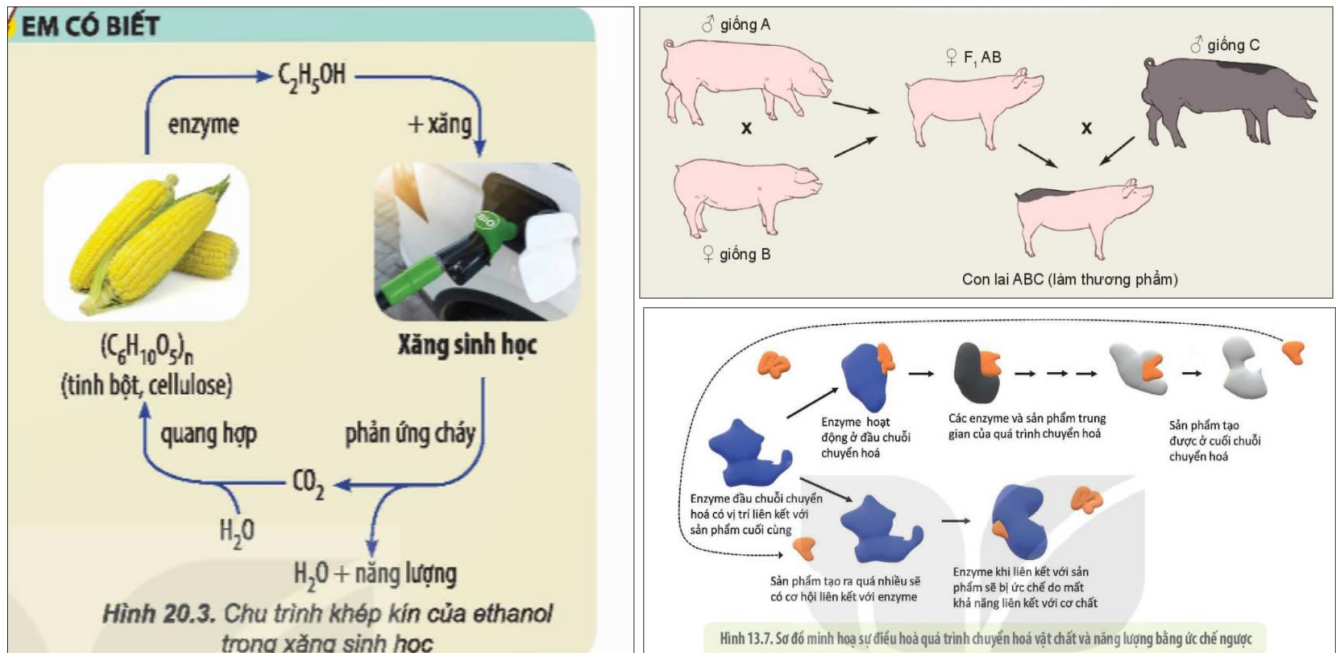 EM CÓ BIẾT
C₂H₅OH
enzyme
+ xăng
BIO
(C₆H₁₀O₅)ₙ
(tinh bột, cellulose)
Xăng sinh học
quang hợp
phản ứng cháy
CO₂
H₂O
H₂O + năng lượng
Hình 20.3. Chu trình khép kín của ethanol
trong xăng sinh học
♂ giống A
♀ F₁ AB
♂ giống C
x
x
♀ giống B
Con lai ABC (làm thương phẩm)
Enzyme hoạt
động ở đầu chuỗi
chuyển hoá
Các enzyme và sản phẩm trung
gian của quá trình chuyển hoá
Sản phẩm tạo
được ở cuối chuỗi
chuyển hoá
Enzyme đầu chuỗi chuyển
hoá có vị trí liên kết với
sản phẩm cuối cùng
Sản phẩm tạo ra quá nhiều sẽ
có cơ hội liên kết với enzyme
Enzyme khi liên kết với sản
phẩm sẽ bị ức chế do mất
khả năng liên kết với cơ chất
Hình 13.7. Sơ đồ minh hoạ sự điều hoà quá trình chuyển hoá vật chất và năng lượng bằng ức chế ngược